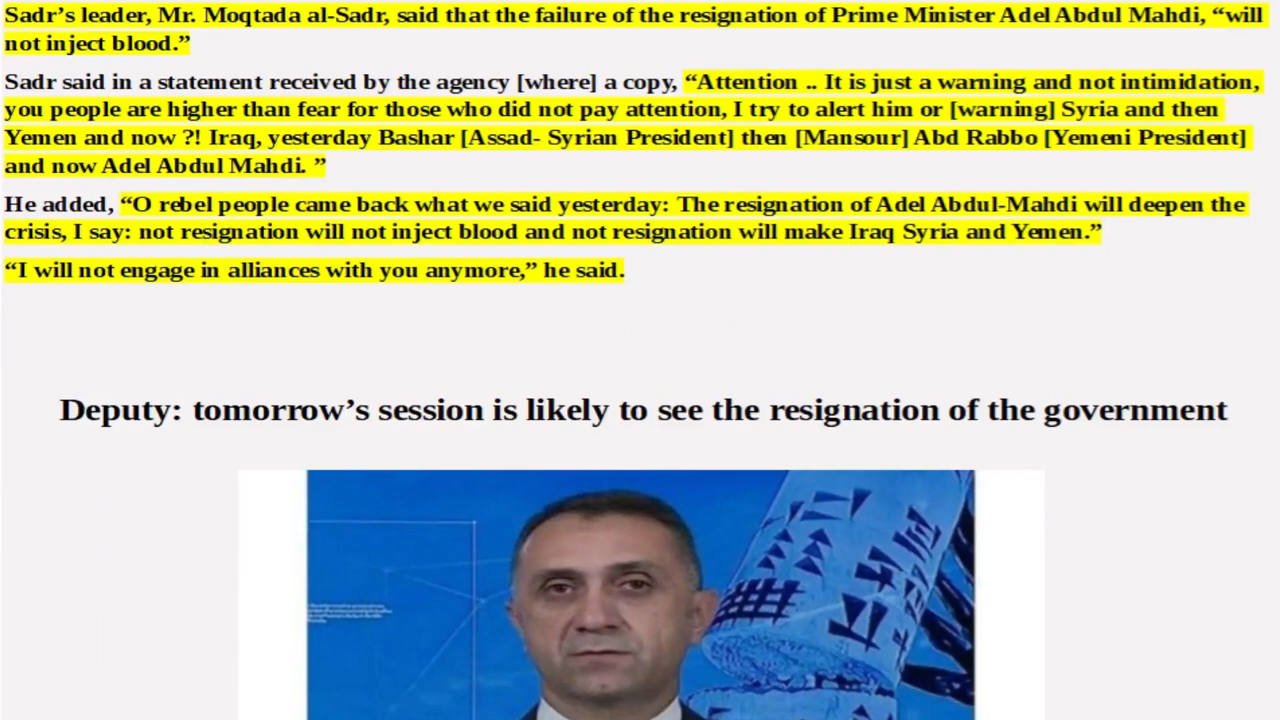 Sadr’s leader, Mr. Moqtada al-Sadr, said that the failure of the resignation of Prime Minister Adel Abdul Mahdi, “will
not inject blood.”
Sadr said in a statement received by the agency [where] a copy, “Attention .. It is just a warning and not intimidation,
you people are higher than fear for those who did not pay attention, I try to alert him or [warning] Syria and then
Yemen and now ?! Iraq, yesterday Bashar [Assad- Syrian President] then [Mansour] Abd Rabbo [Yemeni President]
and now Adel Abdul Mahdi. ”
He added, “O rebel people came back what we said yesterday: The resignation of Adel Abdul-Mahdi will deepen the
crisis, I say: not resignation will not inject blood and not resignation will make Iraq Syria and Yemen.”
“I will not engage in alliances with you anymore,” he said.
Deputy: tomorrow’s session is likely to see the resignation of the government